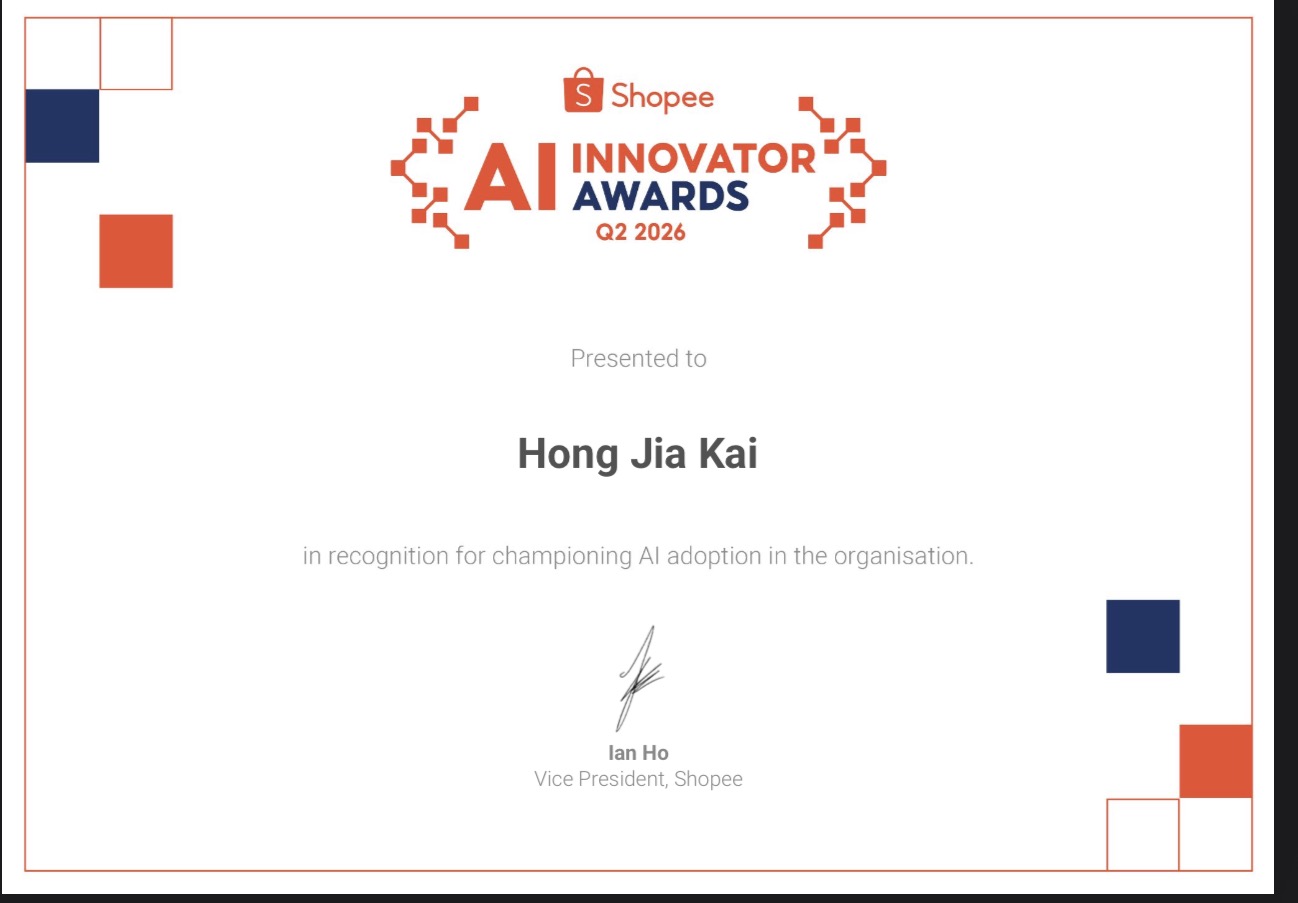 Shopee
AI INNOVATOR
AWARDS
Q2 2026
Presented to
Hong Jia Kai
in recognition for championing AI adoption in the organisation.
Ian Ho
Vice President, Shopee